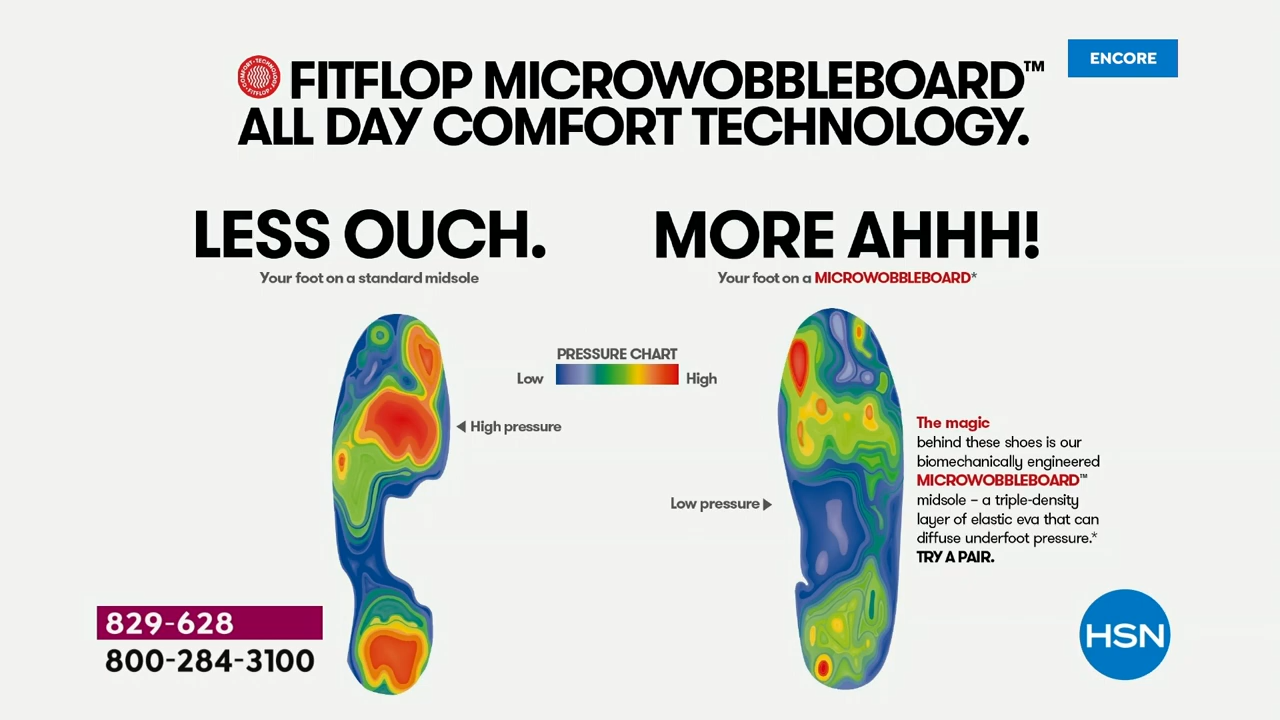 ENCORE
FITFLOP MICROWOBBLEBOARD™
ALL DAY COMFORT TECHNOLOGY.
LESS OUCH.
Your foot on a standard midsole
MORE AHHH!
Your foot on a MICROWOBBLEBOARD*
PRESSURE CHART
Low
High
High pressure
Low pressure
The magic
behind these shoes is our
biomechanically engineered
MICROWOBBLEBOARD™
midsole – a triple-density
layer of elastic eva that can
diffuse underfoot pressure.*
TRY A PAIR.
829-628
800-284-3100
HSN